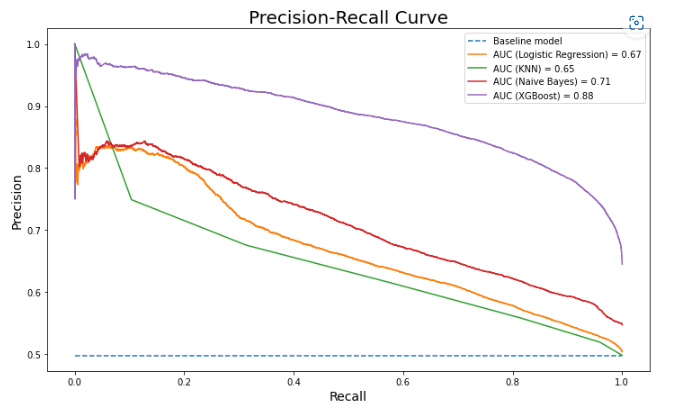 Precision-Recall Curve
Baseline model
AUC (Logistic Regression) = 0.67
AUC (KNN) = 0.65
AUC (Naive Bayes) = 0.71
AUC (XGBoost) = 0.88
Precision
1.0
0.9
0.8
0.7
0.6
0.5
0.0
0.2
0.4
0.6
0.8
1.0
Recall